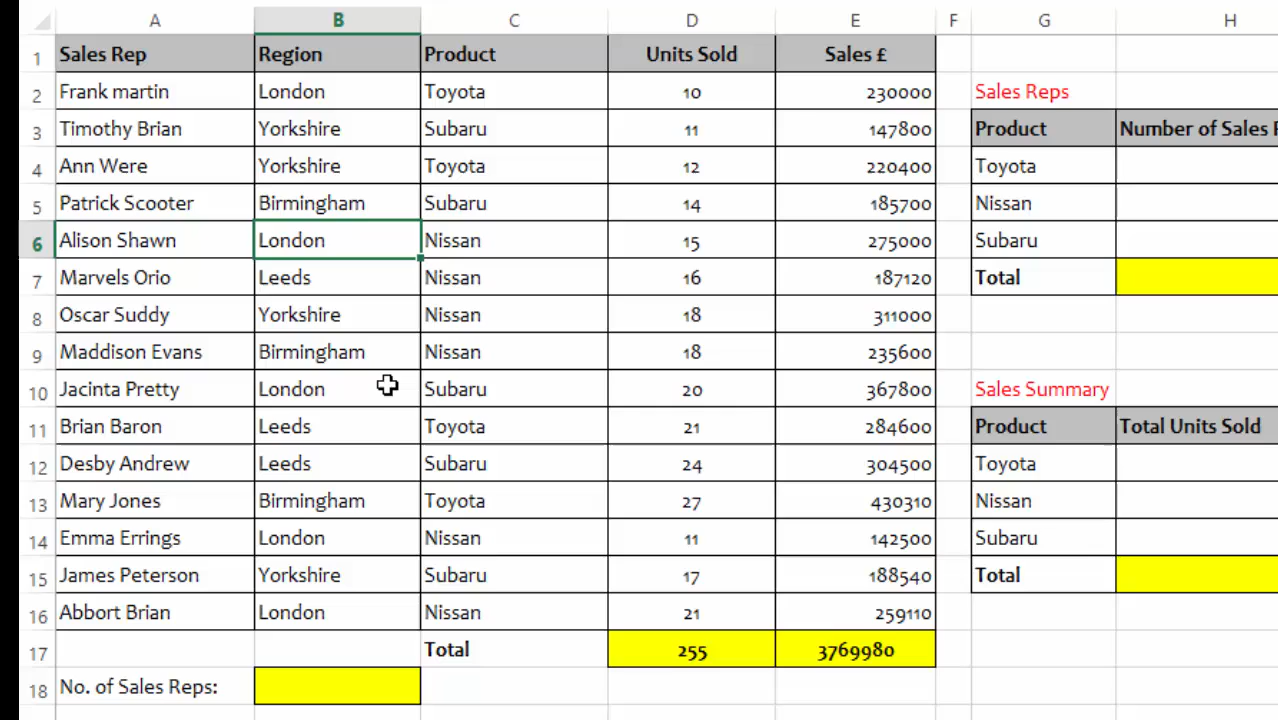 A B C D E F G H
1 Sales Rep Region Product Units Sold Sales £
2 Frank martin London Toyota 10 230000 Sales Reps
3 Timothy Brian Yorkshire Subaru 11 147800 Product Number of Sales
4 Ann Were Yorkshire Toyota 12 220400 Toyota
5 Patrick Scooter Birmingham Subaru 14 185700 Nissan
6 Alison Shawn London Nissan 15 275000 Subaru
7 Marvels Orio Leeds Nissan 16 187120 Total
8 Oscar Suddy Yorkshire Nissan 18 311000
9 Maddison Evans Birmingham Nissan 18 235600
10 Jacinta Pretty London Subaru 20 367800 Sales Summary
11 Brian Baron Leeds Toyota 21 284600 Product Total Units Sold
12 Desby Andrew Leeds Subaru 24 304500 Toyota
13 Mary Jones Birmingham Toyota 27 430310 Nissan
14 Emma Errings London Nissan 11 142500 Subaru
15 James Peterson Yorkshire Subaru 17 188540 Total
16 Abbort Brian London Nissan 21 259110
17 Total 255 3769980
18 No. of Sales Reps: